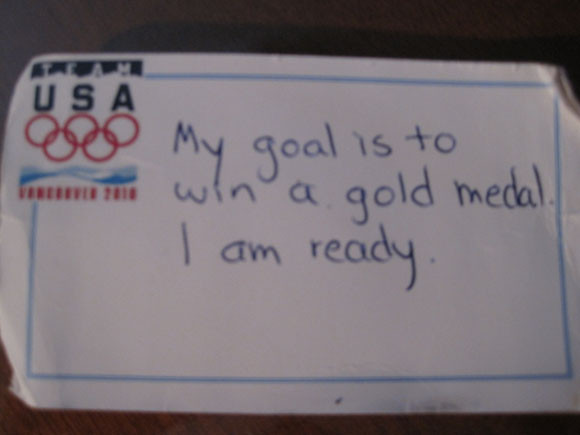 TEAM
USA
VANCOUVER 2010
My goal is to
win a gold medal.
I am ready.